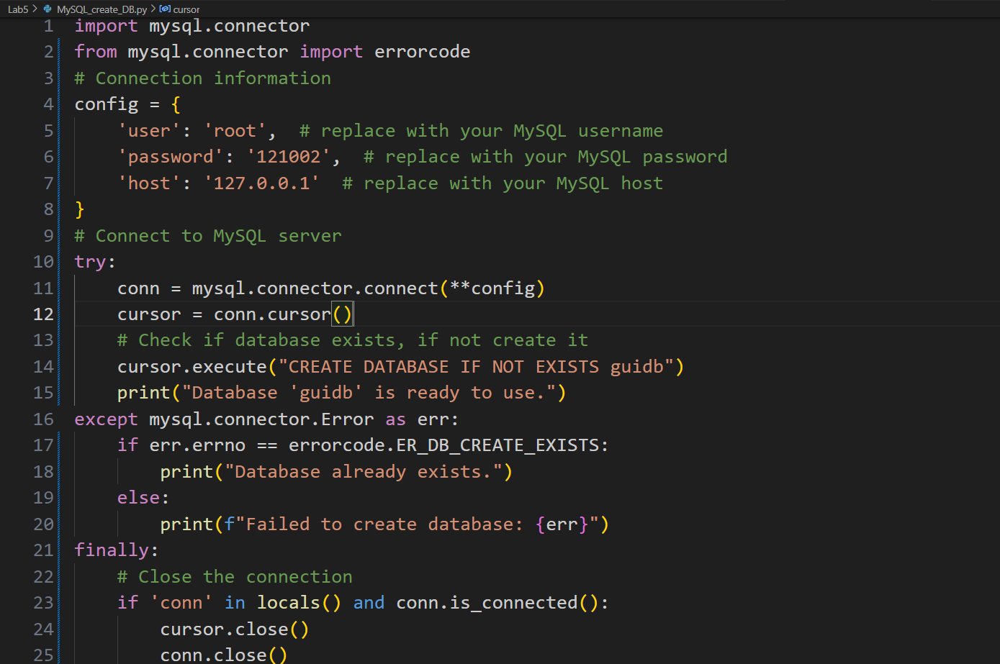 Lab5 > MySQL_create_DB.py > cursor
1 import mysql.connector
2 from mysql.connector import errorcode
3 # Connection information
4 config = {
5     'user': 'root',  # replace with your MySQL username
6     'password': '121002',  # replace with your MySQL password
7     'host': '127.0.0.1'  # replace with your MySQL host
8 }
9 # Connect to MySQL server
10 try:
11     conn = mysql.connector.connect(**config)
12     cursor = conn.cursor()
13     # Check if database exists, if not create it
14     cursor.execute("CREATE DATABASE IF NOT EXISTS guidb")
15     print("Database 'guidb' is ready to use.")
16 except mysql.connector.Error as err:
17     if err.errno == errorcode.ER_DB_CREATE_EXISTS:
18         print("Database already exists.")
19     else:
20         print(f"Failed to create database: {err}")
21 finally:
22     # Close the connection
23     if 'conn' in locals() and conn.is_connected():
24         cursor.close()
25         conn.close()